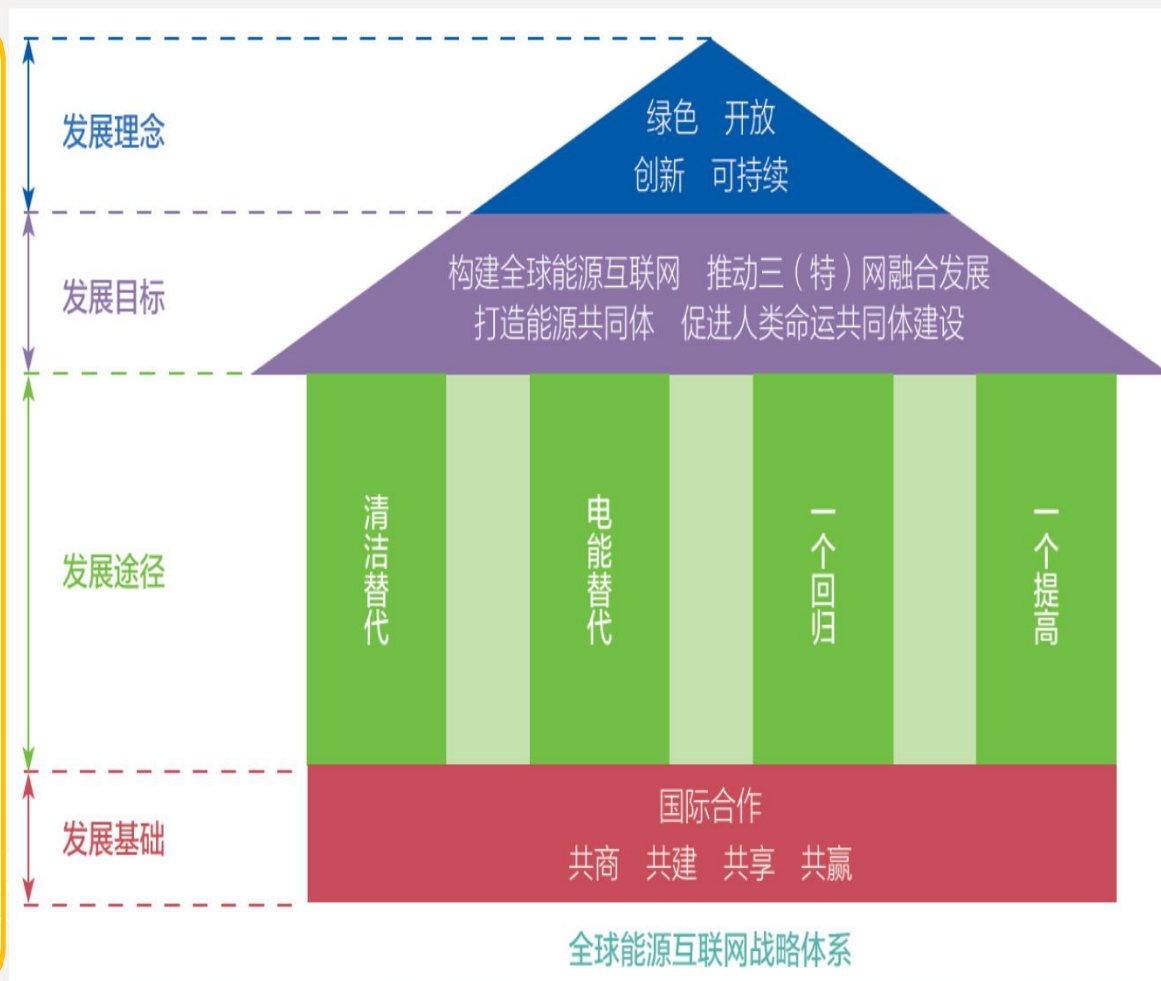 发展理念
绿色 开放
创新 可持续
发展目标
构建全球能源互联网 推动三（特）网融合发展
打造能源共同体 促进人类命运共同体建设
发展途径
清洁替代
电能替代
一个回归
一个提高
发展基础
国际合作
共商 共建 共享 共赢
全球能源互联网战略体系